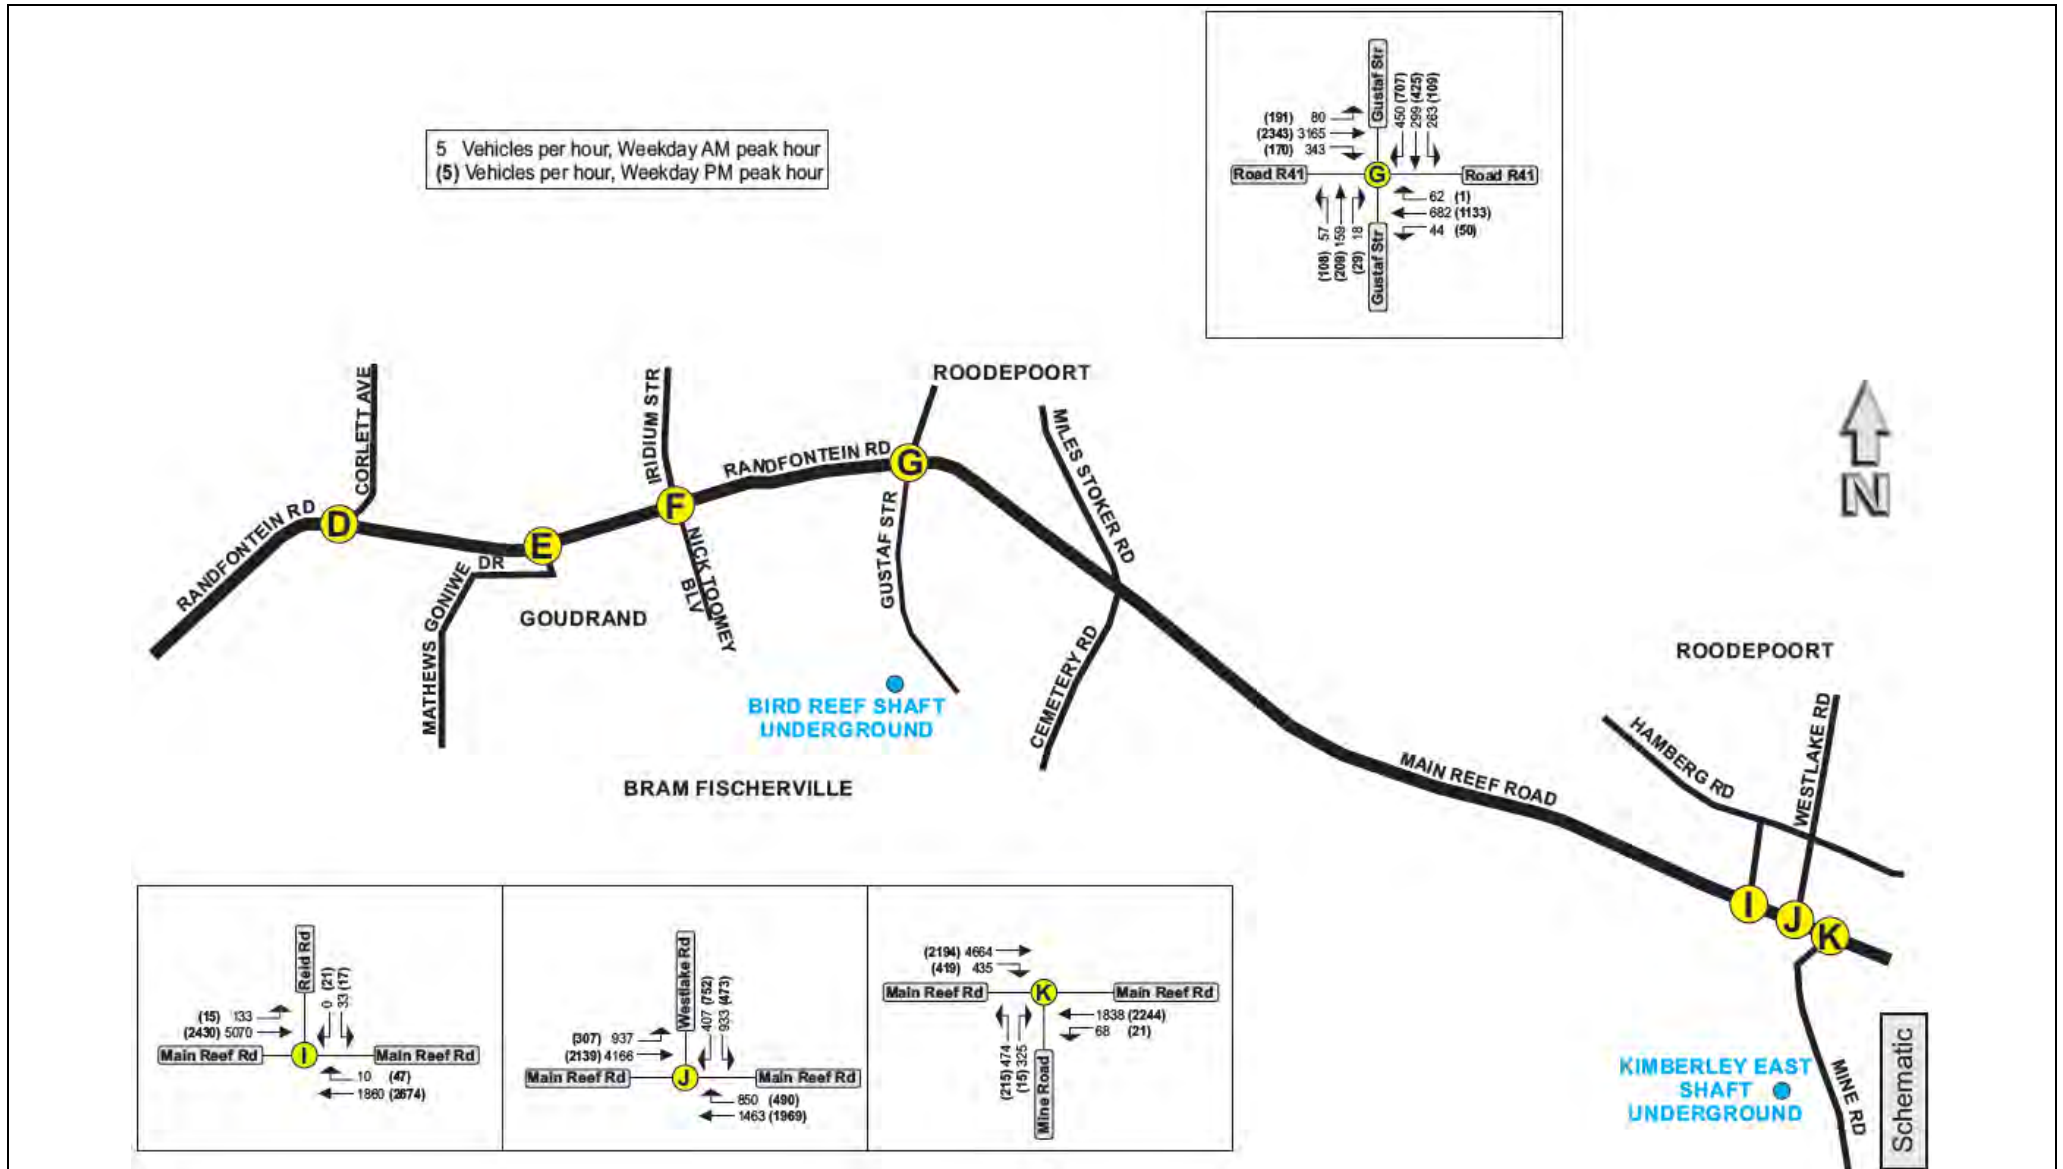 5 Vehicles per hour, Weekday AM peak hour
(5) Vehicles per hour, Weekday PM peak hour
Gustaf Str
450 (707)
299 (425)
263 (109)
(191) 80
(2343) 3165
(170) 343
Road R41
G
Road R41
62 (1)
682 (1133)
44 (50)
(108) 57
(209) 159
(29) 18
Gustaf Str
ROODEPOORT
CORLETT AVE
IRIDIUM STR
MILES STOKER RD
RANDFONTEIN RD
G
RANDFONTEIN RD
D
E
F
N
MATHEWS GONIWE DR
NICK TOOMEY
BLV
GUSTAF STR
GOUDRAND
CEMETERY RD
BIRD REEF SHAFT
UNDERGROUND
BRAM FISCHERVILLE
ROODEPOORT
MAIN REEF ROAD
HAMBERG RD
WESTLAKE RD
I
J
K
KIMBERLEY EAST
SHAFT
UNDERGROUND
MINE RD
Schematic
Reid Rd
0 (21)
33 (17)
(15) 133
(2430) 5070
Main Reef Rd
I
Main Reef Rd
10 (47)
1860 (2674)
Westlake Rd
407 (752)
933 (473)
(307) 937
(2139) 4166
Main Reef Rd
J
Main Reef Rd
850 (490)
1463 (1969)
(2194) 4664
(419) 435
Main Reef Rd
K
Main Reef Rd
1838 (2244)
68 (21)
(215) 474
(15) 325
Mine Road